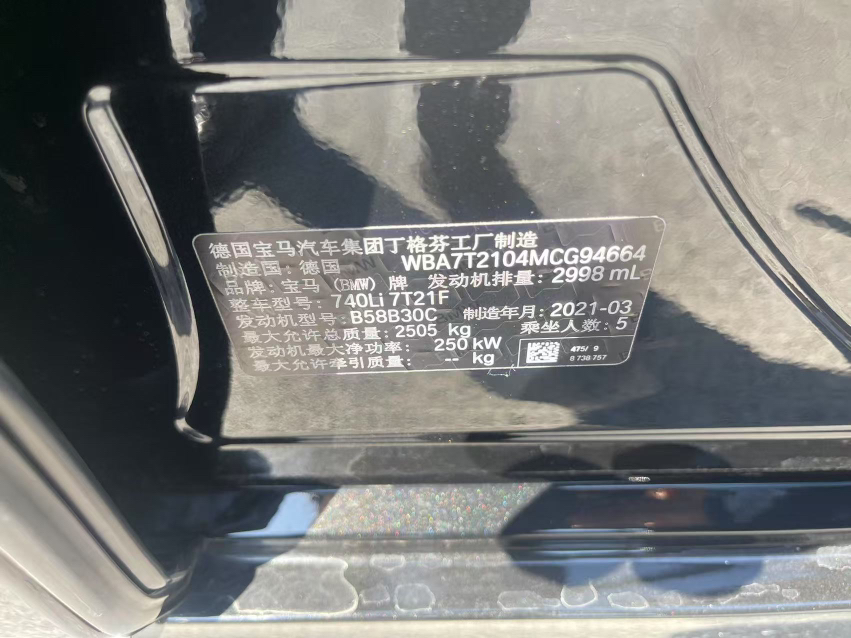 德国宝马汽车集团丁格芬工厂制造
制造国: 德国 WBA7T2104MCG94664
品牌: 宝马 (BMW) 牌 发动机排量: 2998 mL
整车型号: 740Li 7T21F
发动机型号: B58B30C 制造年月: 2021-03
最大允许总质量: 2505 kg 乘坐人数: 5
发动机最大净功率: 250 kW
最大允许牵引质量: -- kg
475/ 9
8 738 757